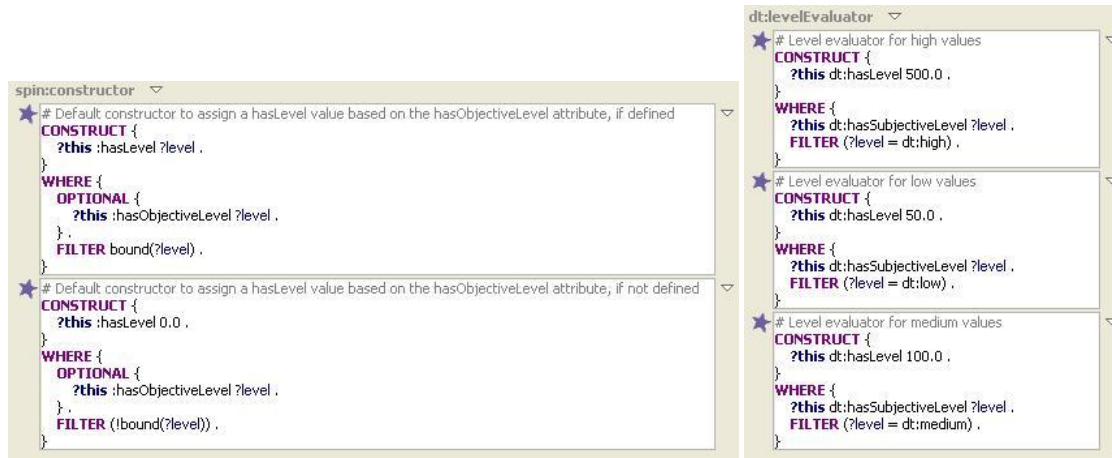 spin:constructor
# Default constructor to assign a hasLevel value based on the hasObjectiveLevel attribute, if defined
CONSTRUCT {
?this :hasLevel ?level .
}
WHERE {
OPTIONAL {
?this :hasObjectiveLevel ?level .
} .
FILTER bound(?level) .
}
# Default constructor to assign a hasLevel value based on the hasObjectiveLevel attribute, if not defined
CONSTRUCT {
?this :hasLevel 0.0 .
}
WHERE {
OPTIONAL {
?this :hasObjectiveLevel ?level .
} .
FILTER (!bound(?level)) .
}
dt:levelEvaluator
# Level evaluator for high values
CONSTRUCT {
?this dt:hasLevel 500.0 .
}
WHERE {
?this dt:hasSubjectiveLevel ?level .
FILTER (?level = dt:high) .
}
# Level evaluator for low values
CONSTRUCT {
?this dt:hasLevel 50.0 .
}
WHERE {
?this dt:hasSubjectiveLevel ?level .
FILTER (?level = dt:low) .
}
# Level evaluator for medium values
CONSTRUCT {
?this dt:hasLevel 100.0 .
}
WHERE {
?this dt:hasSubjectiveLevel ?level .
FILTER (?level = dt:medium) .
}